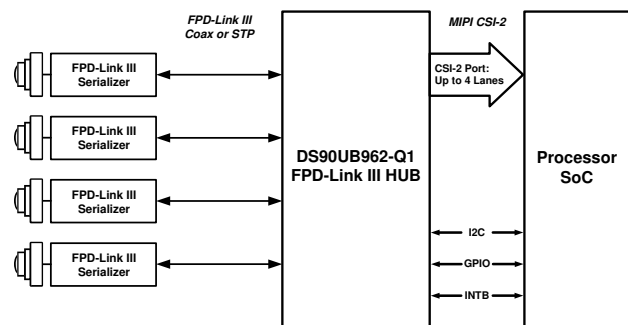 FPD-Link III
Coax or STP
MIPI CSI-2
FPD-Link III
Serializer
FPD-Link III
Serializer
FPD-Link III
Serializer
FPD-Link III
Serializer
DS90UB962-Q1
FPD-Link III HUB
CSI-2 Port:
Up to 4 Lanes
I2C
GPIO
INTB
Processor
SoC